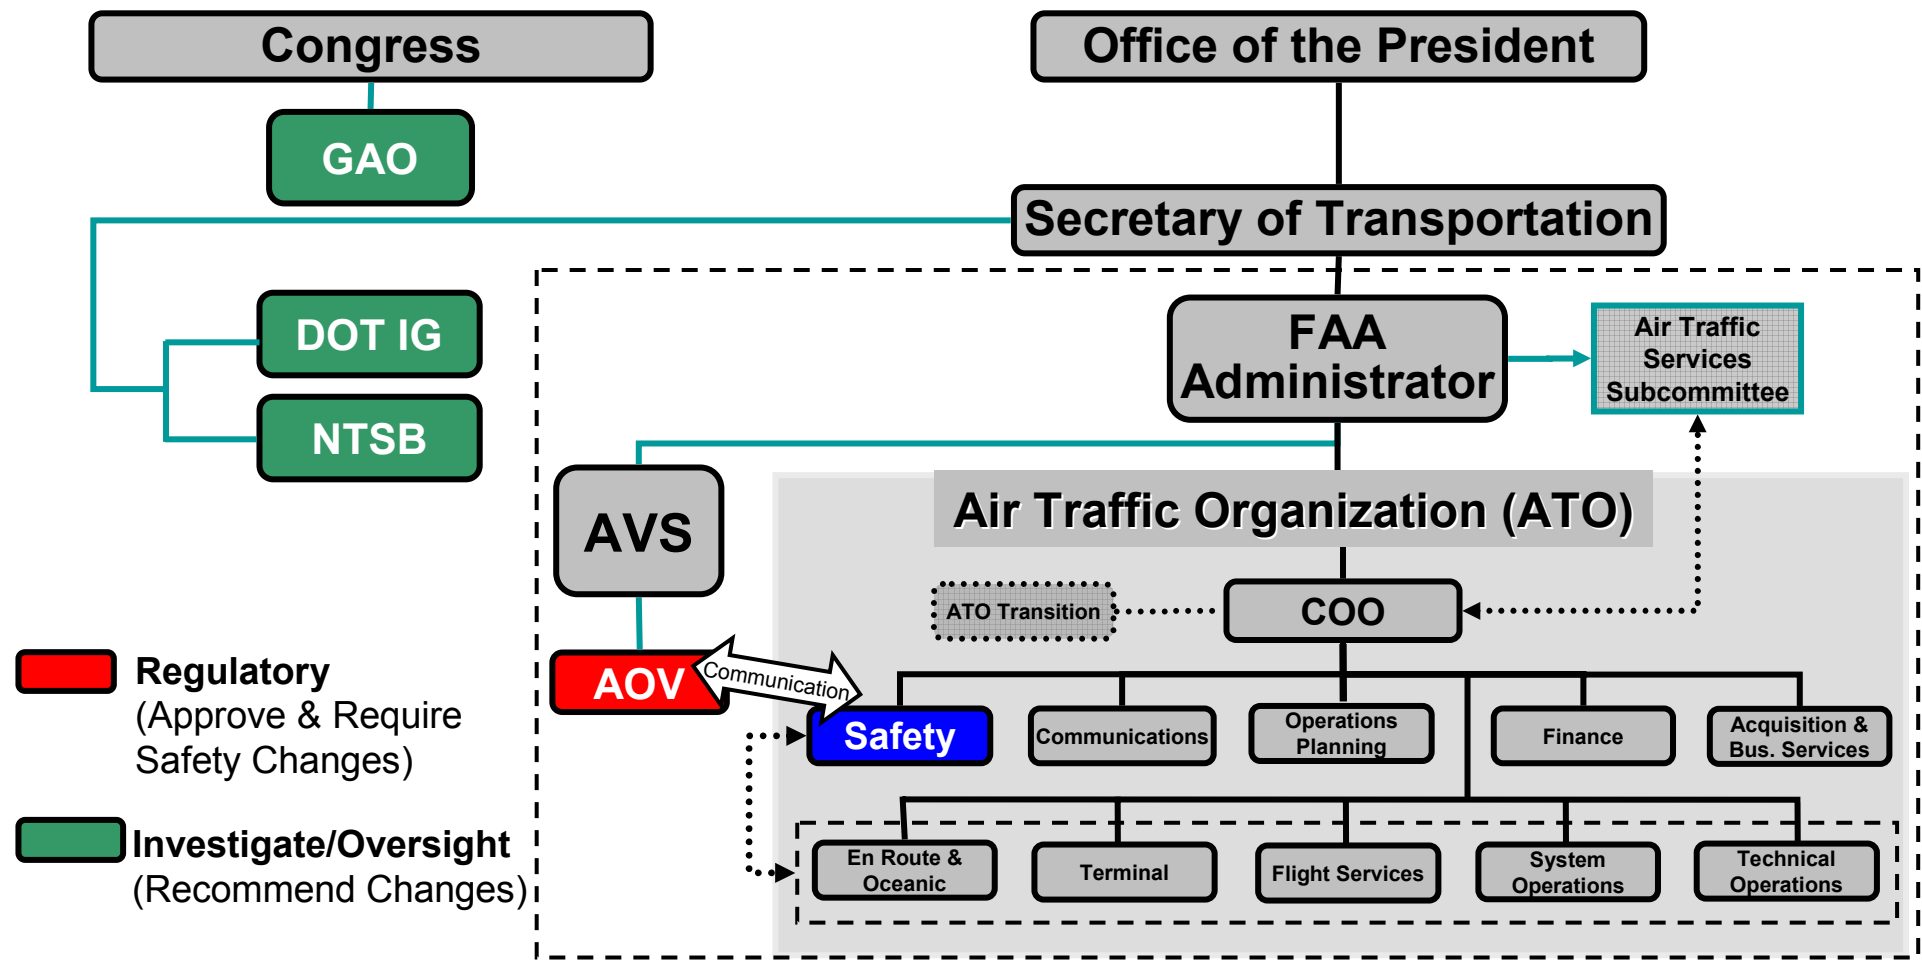 Congress
Office of the President
GAO
Secretary of Transportation
DOT IG
NTSB
FAA
Administrator
Air Traffic
Services
Subcommittee
AVS
Air Traffic Organization (ATO)
ATO Transition
COO
AOV
Communication
Safety
Communications
Operations
Planning
Finance
Acquisition &
Bus. Services
En Route &
Oceanic
Terminal
Flight Services
System
Operations
Technical
Operations
Regulatory
(Approve & Require
Safety Changes)
Investigate/Oversight
(Recommend Changes)